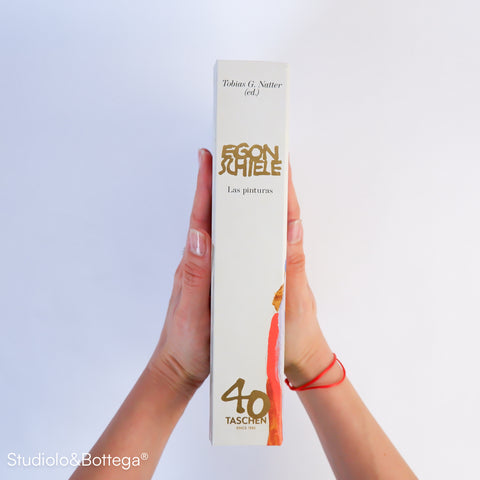 Tobias G. Natter
(ed.)
EGON
SCHIELE
Las pinturas
40
TASCHEN
SINCE 1980
Studiolo&Bottega®